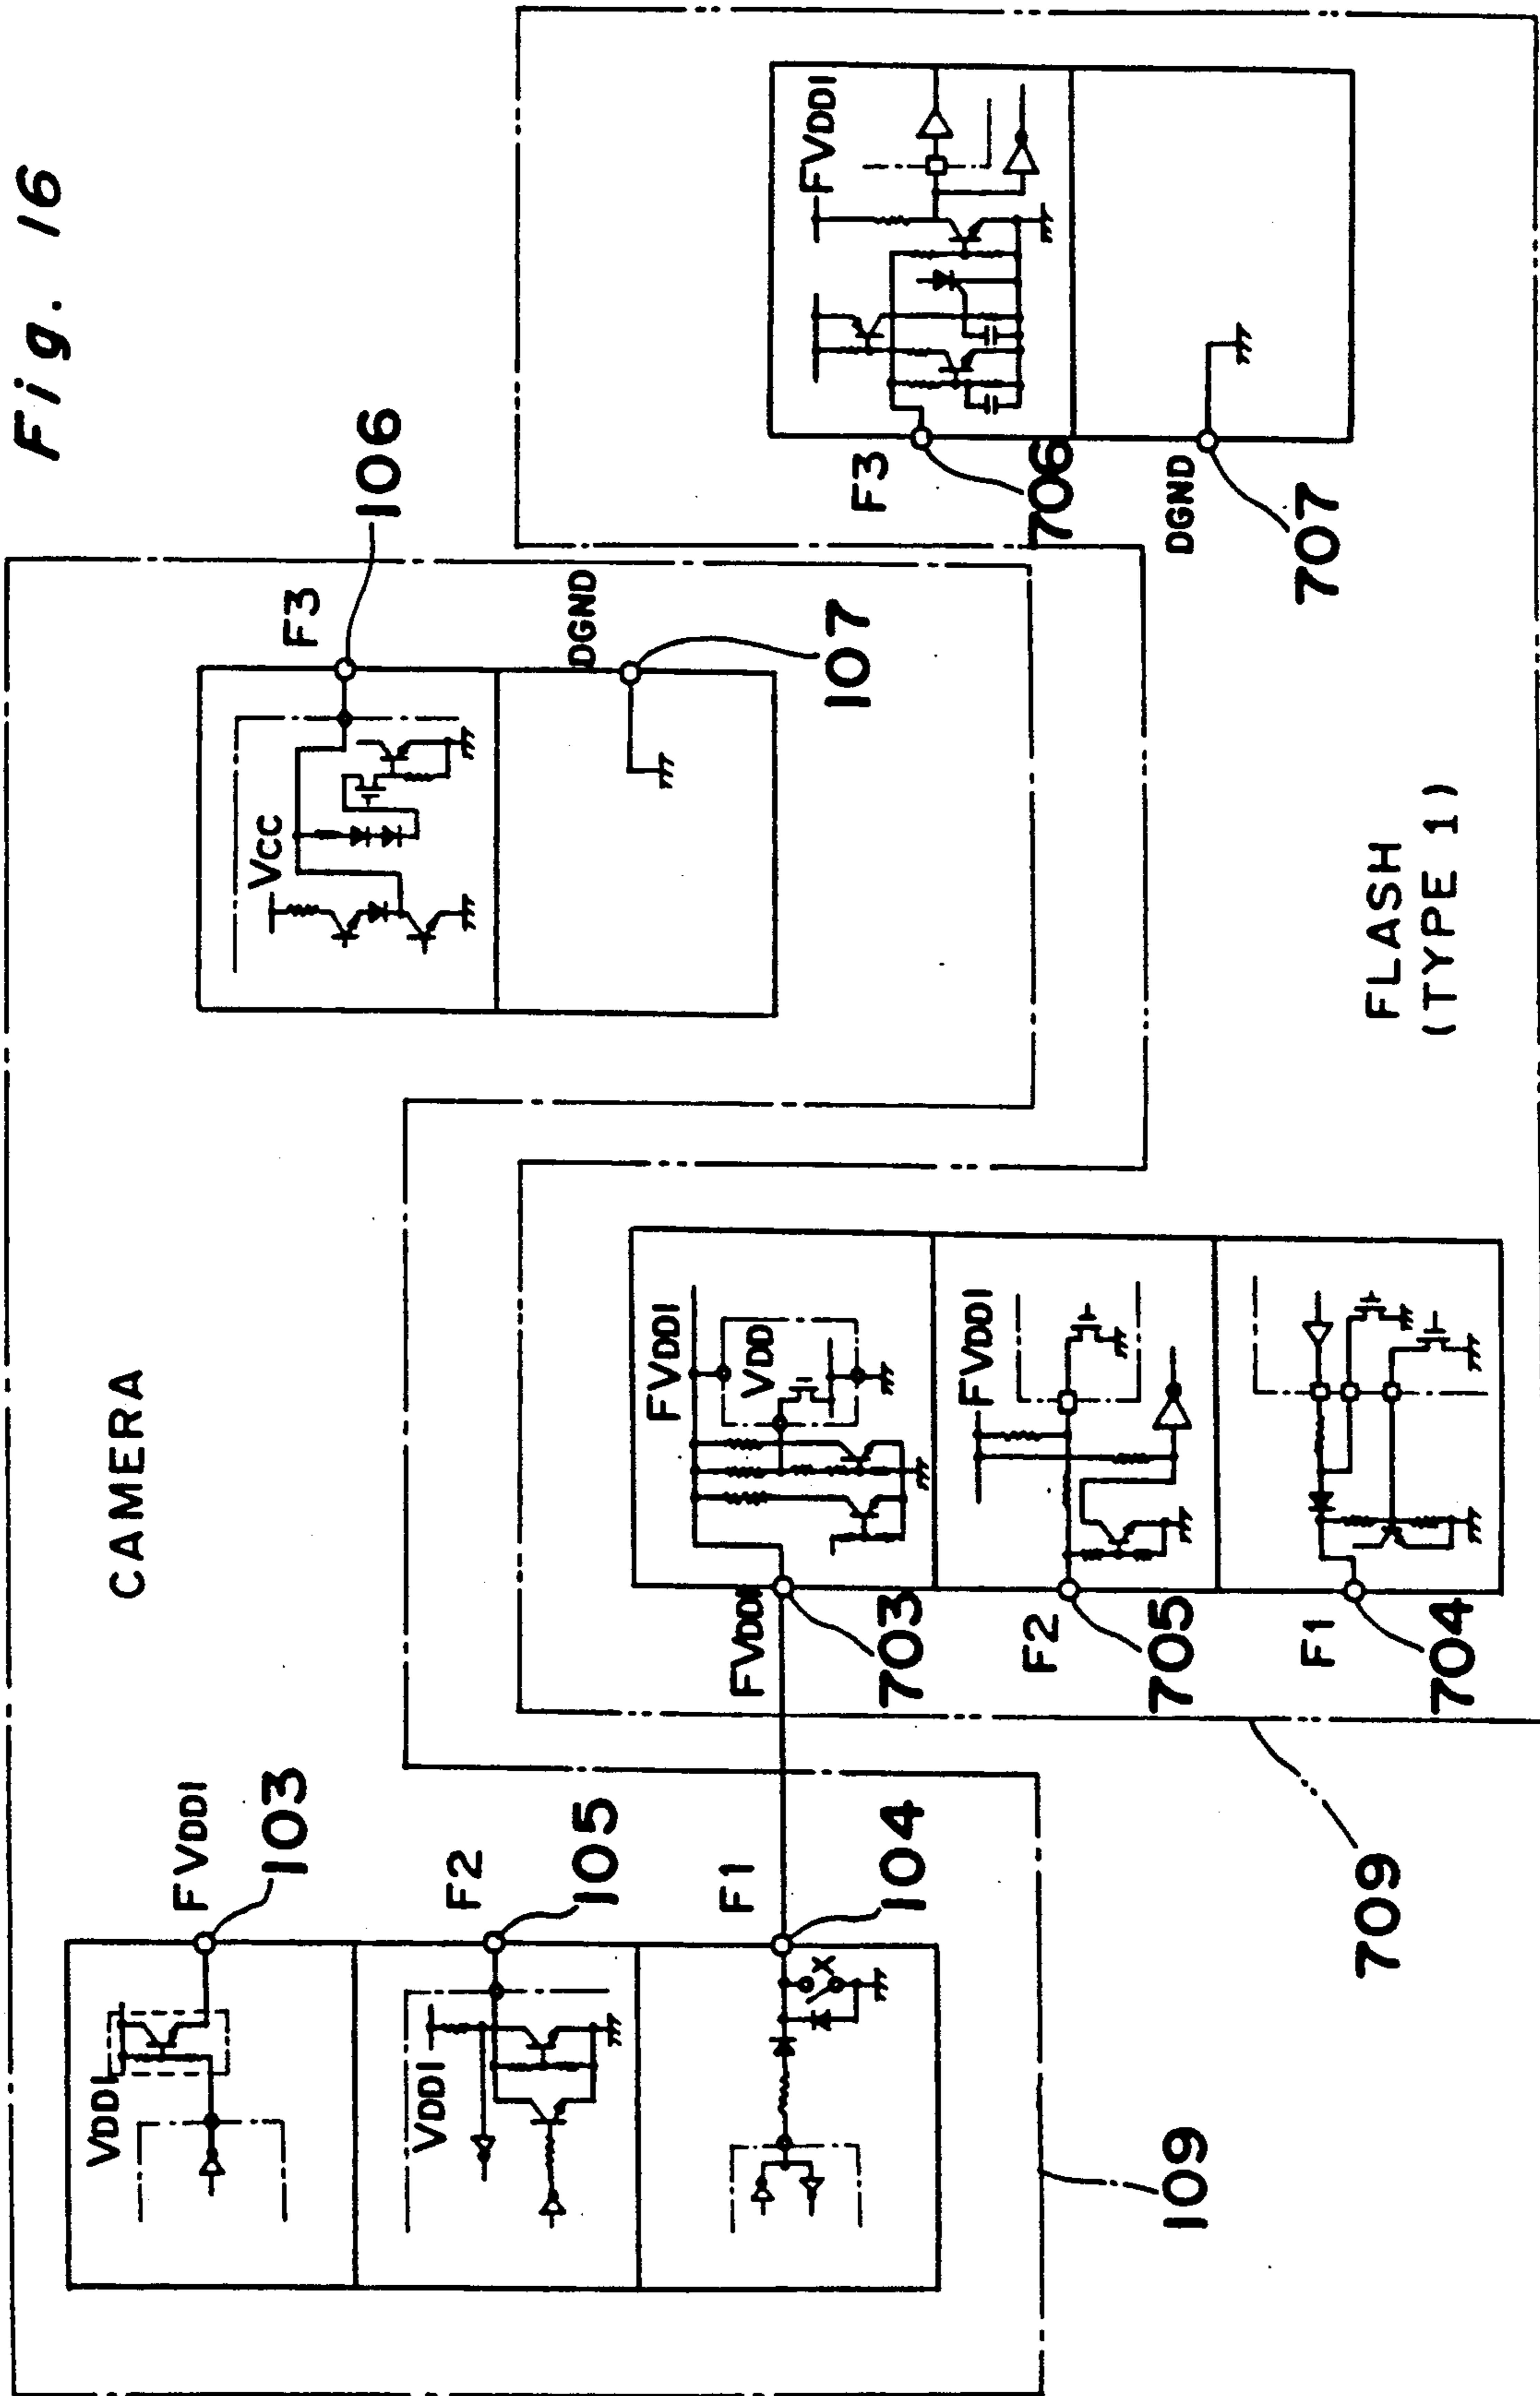 Fig. 16
CAMERA
FVDD1
103
VDD1
F2
105
VDD1
F1
104
X
109
F3
106
VCC
DGND
107
FVDD1
703
FVDD1
VDD
F2
705
FVDD1
F1
704
709
F3
706
FVDD1
DGND
707
FLASH
(TYPE 1)